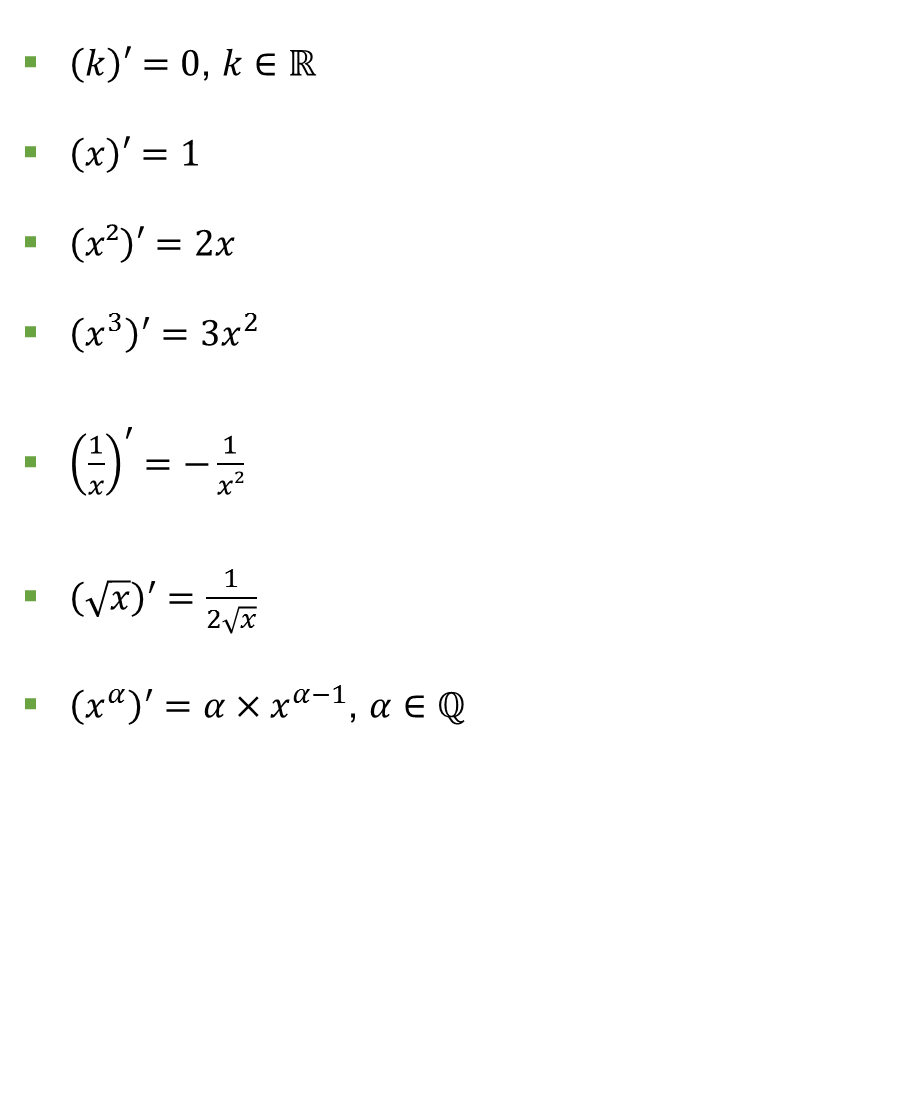 ▪ (k)′ = 0, k ∈ ℝ
▪ (x)′ = 1
▪ (x²)′ = 2x
▪ (x³)′ = 3x²
▪ (1/x)′ = −1/x²
▪ (√x)′ = 1/(2√x)
▪ (x^α)′ = α × x^(α−1), α ∈ ℚ